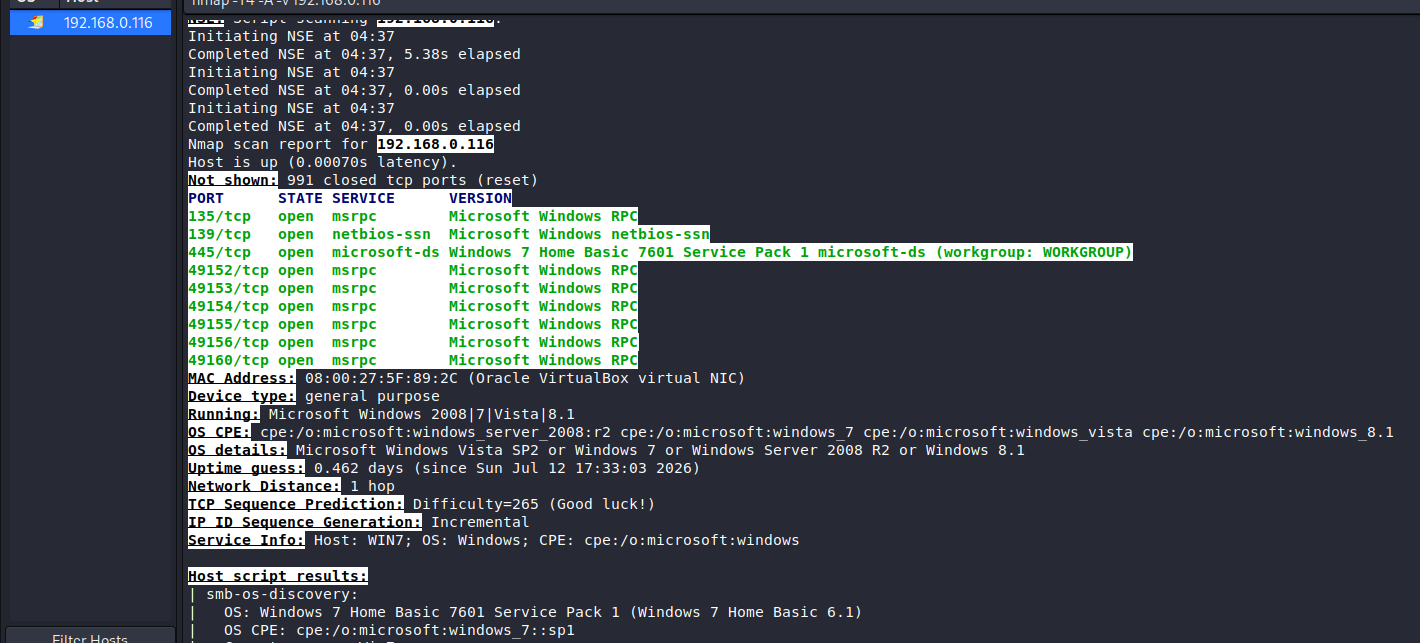 192.168.0.116
nmap -T4 -A -v 192.168.0.116
NSE: Script scanning 192.168.0.116.
Initiating NSE at 04:37
Completed NSE at 04:37, 5.38s elapsed
Initiating NSE at 04:37
Completed NSE at 04:37, 0.00s elapsed
Initiating NSE at 04:37
Completed NSE at 04:37, 0.00s elapsed
Nmap scan report for 192.168.0.116
Host is up (0.00070s latency).
Not shown: 991 closed tcp ports (reset)
PORT      STATE SERVICE      VERSION
135/tcp   open  msrpc        Microsoft Windows RPC
139/tcp   open  netbios-ssn  Microsoft Windows netbios-ssn
445/tcp   open  microsoft-ds Windows 7 Home Basic 7601 Service Pack 1 microsoft-ds (workgroup: WORKGROUP)
49152/tcp open  msrpc        Microsoft Windows RPC
49153/tcp open  msrpc        Microsoft Windows RPC
49154/tcp open  msrpc        Microsoft Windows RPC
49155/tcp open  msrpc        Microsoft Windows RPC
49156/tcp open  msrpc        Microsoft Windows RPC
49160/tcp open  msrpc        Microsoft Windows RPC
MAC Address: 08:00:27:5F:89:2C (Oracle VirtualBox virtual NIC)
Device type: general purpose
Running: Microsoft Windows 2008|7|Vista|8.1
OS CPE: cpe:/o:microsoft:windows_server_2008:r2 cpe:/o:microsoft:windows_7 cpe:/o:microsoft:windows_vista cpe:/o:microsoft:windows_8.1
OS details: Microsoft Windows Vista SP2 or Windows 7 or Windows Server 2008 R2 or Windows 8.1
Uptime guess: 0.462 days (since Sun Jul 12 17:33:03 2026)
Network Distance: 1 hop
TCP Sequence Prediction: Difficulty=265 (Good luck!)
IP ID Sequence Generation: Incremental
Service Info: Host: WIN7; OS: Windows; CPE: cpe:/o:microsoft:windows
Host script results:
| smb-os-discovery:
|   OS: Windows 7 Home Basic 7601 Service Pack 1 (Windows 7 Home Basic 6.1)
|   OS CPE: cpe:/o:microsoft:windows_7::sp1
Filter Hosts